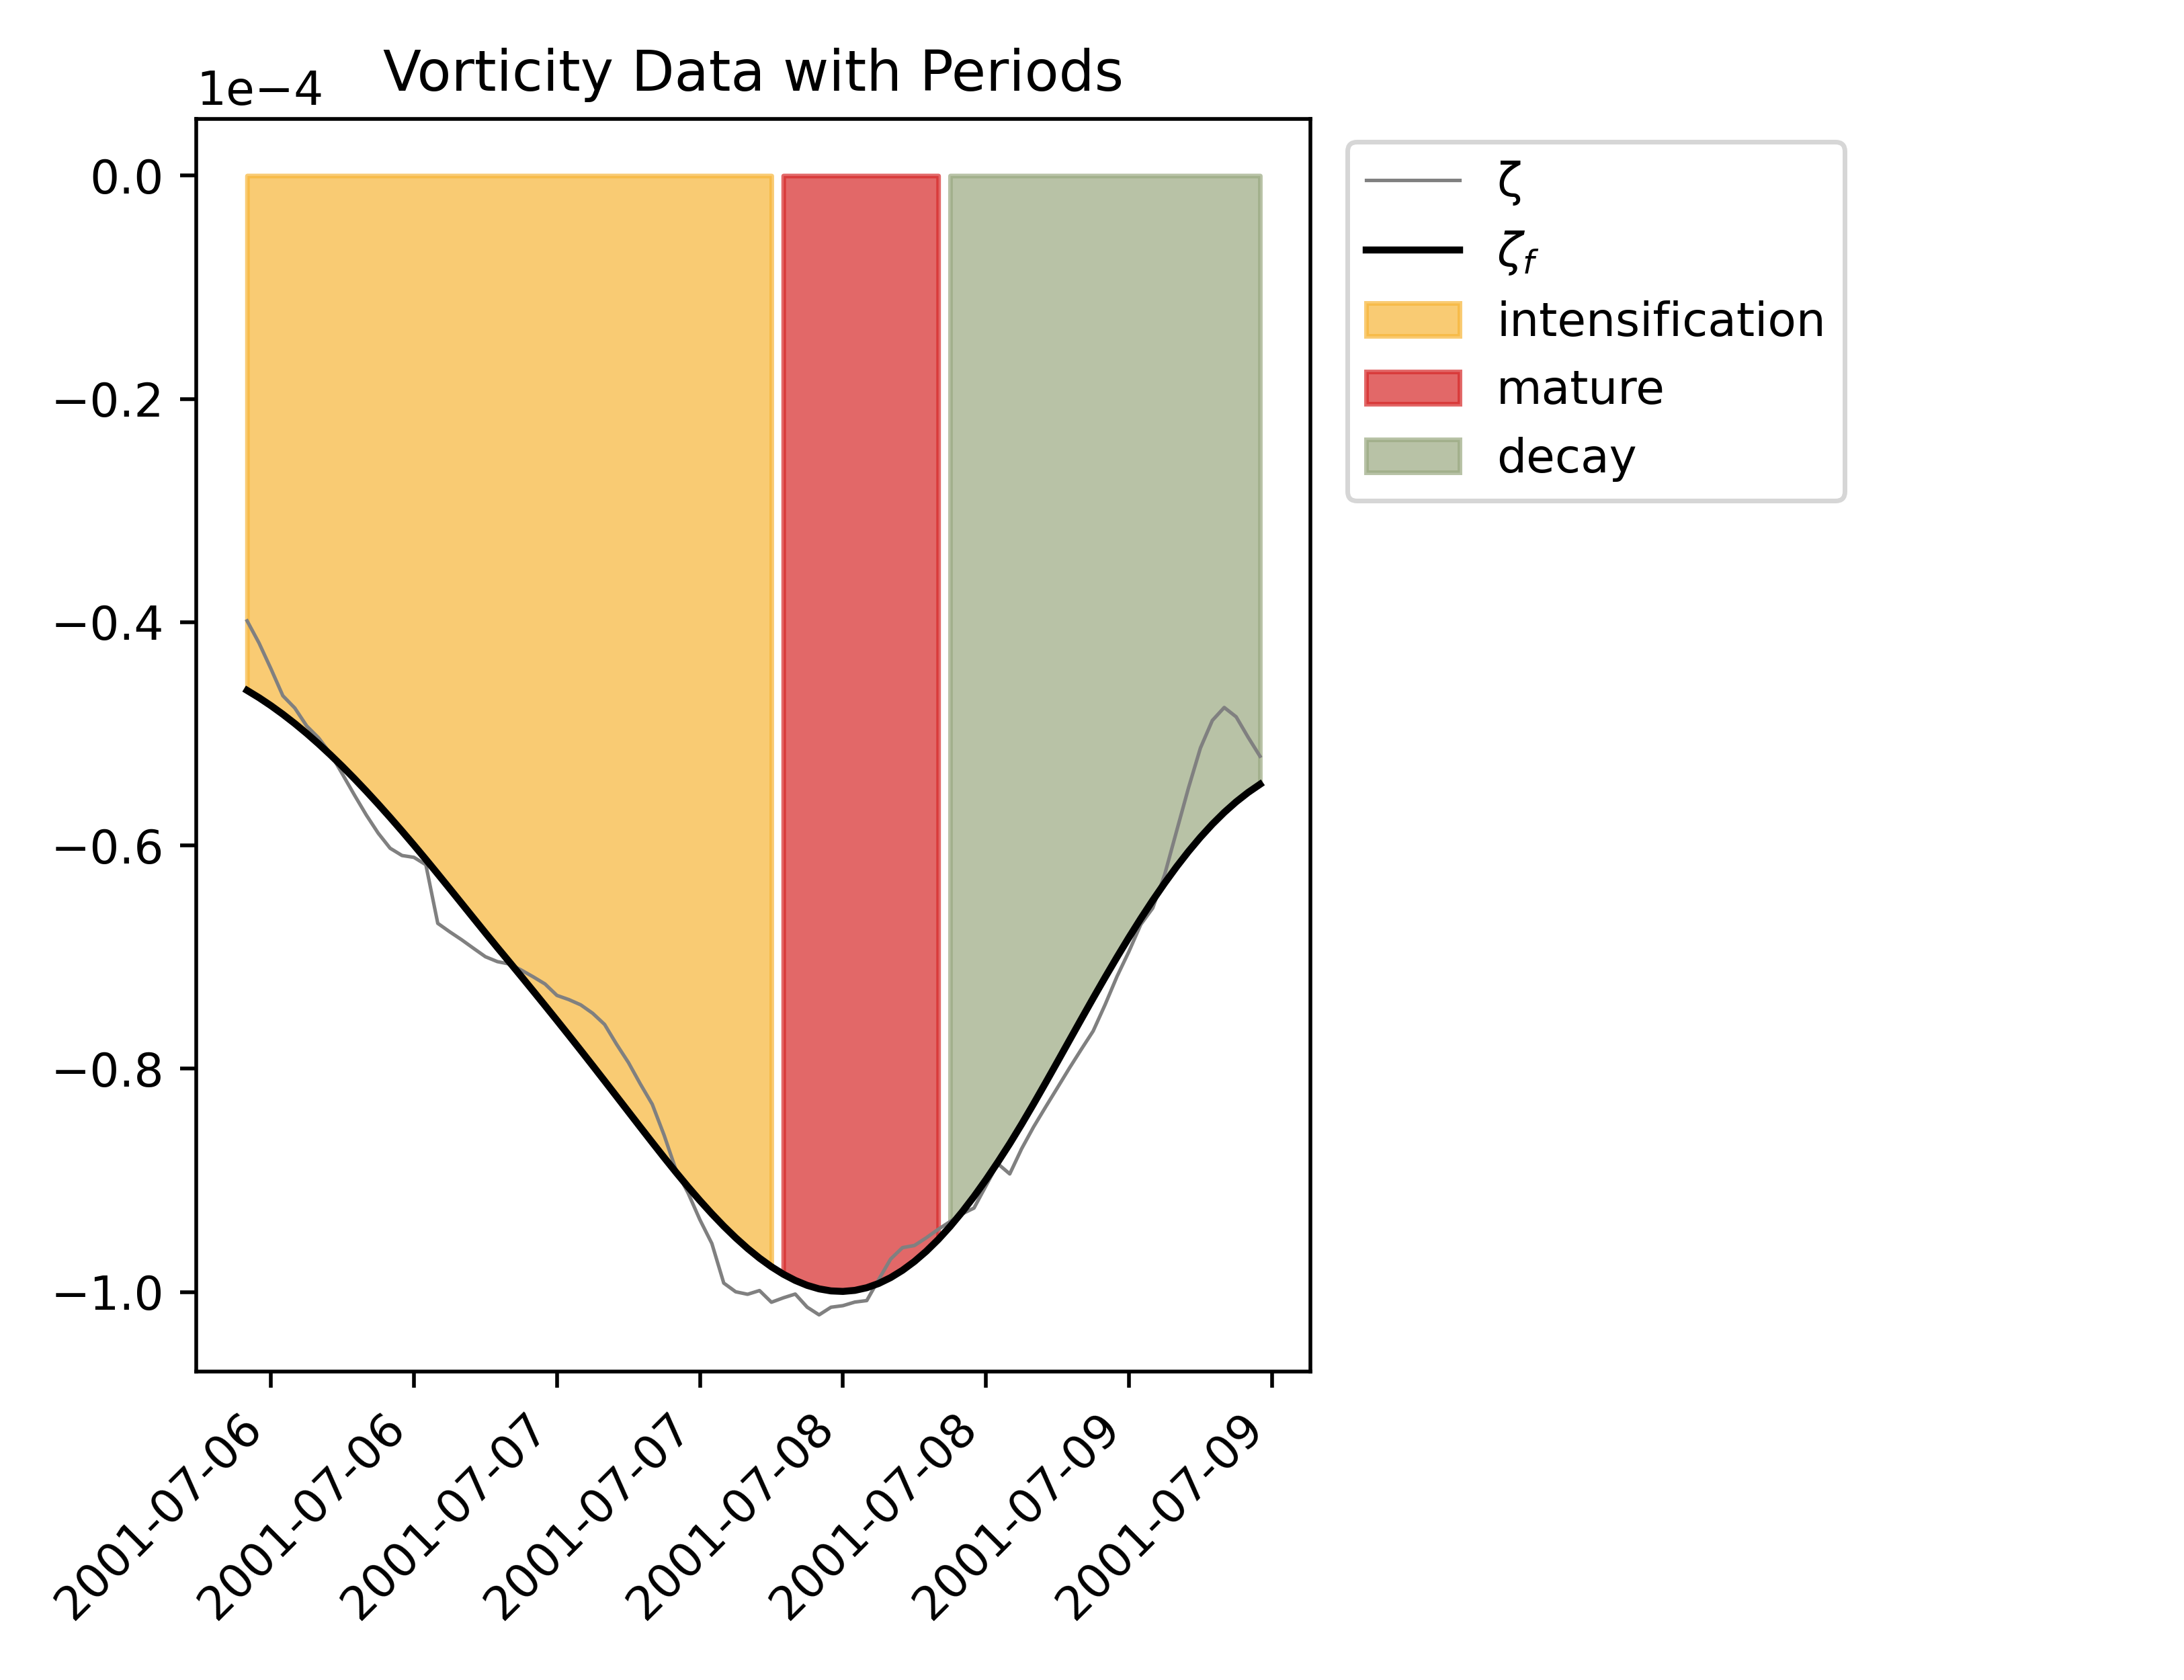 Vorticity Data with Periods
1e−4
0.0
−0.2
−0.4
−0.6
−0.8
−1.0
2001-07-06
2001-07-06
2001-07-07
2001-07-07
2001-07-08
2001-07-08
2001-07-09
2001-07-09
ζ
ζf
intensification
mature
decay